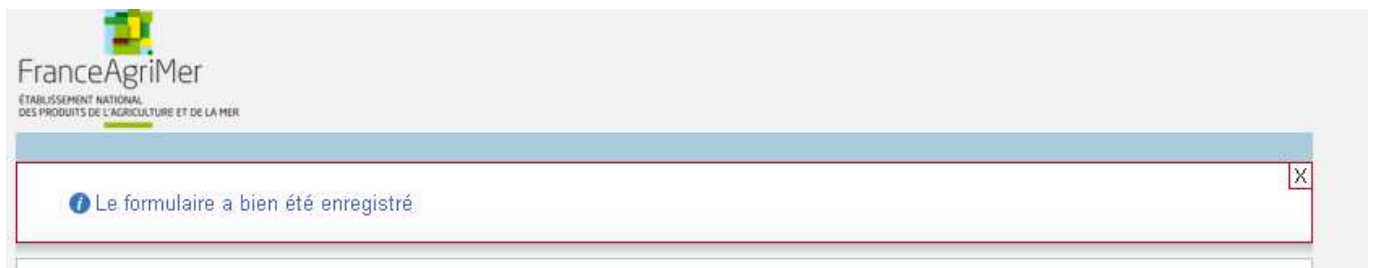 FranceAgriMer
ÉTABLISSEMENT NATIONAL
DES PRODUITS DE L'AGRICULTURE ET DE LA MER
X
Le formulaire a bien été enregistré